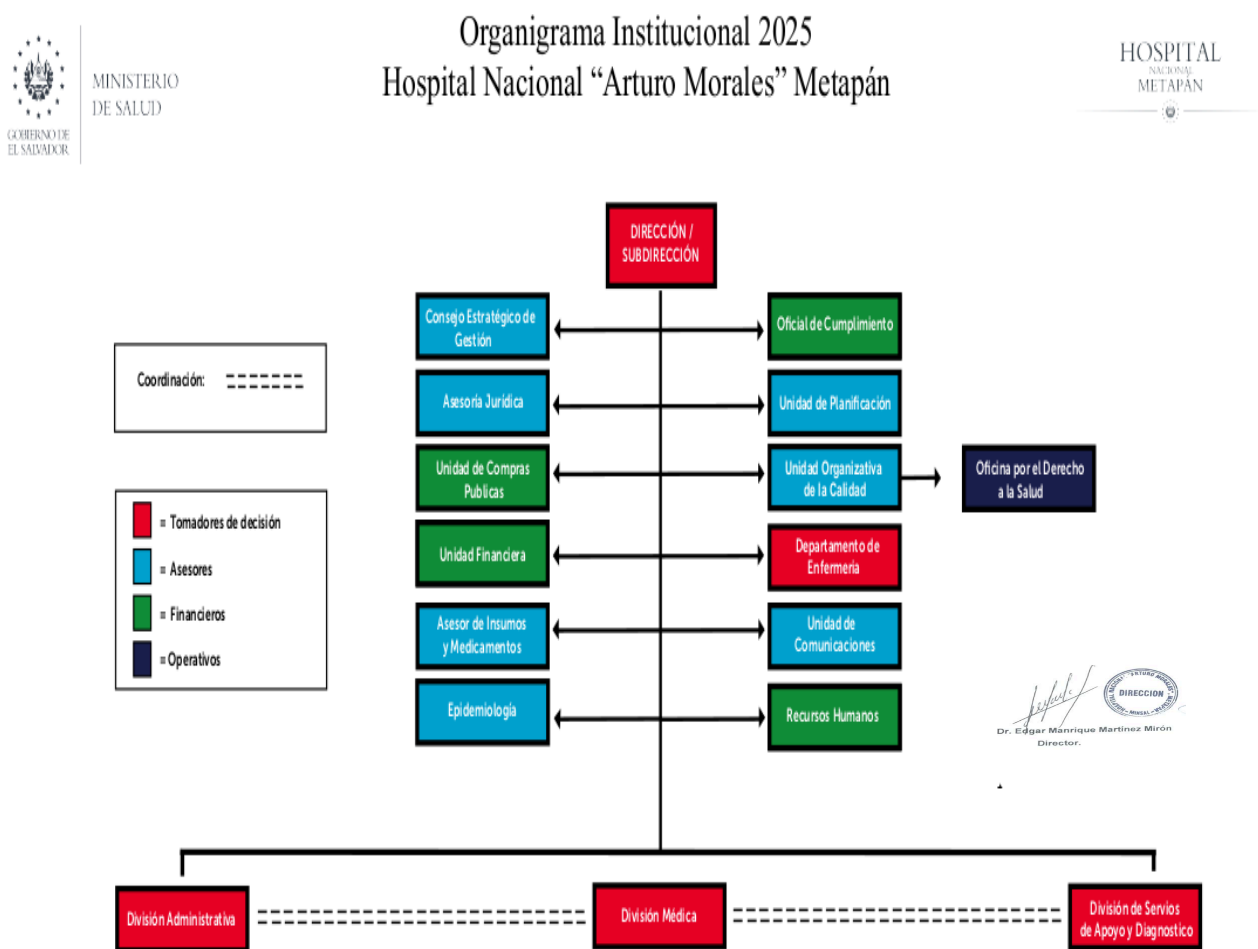 Organigrama Institucional 2025
Hospital Nacional “Arturo Morales” Metapán
MINISTERIO
DE SALUD
GOBIERNO DE
EL SALVADOR
HOSPITAL
NACIONAL
METAPÁN
DIRECCIÓN /
SUBDIRECCIÓN
Consejo Estratégico de
Gestión
Oficial de Cumplimiento
Coordinación:
Asesoría Jurídica
Unidad de Planificación
Unidad de Compras
Publicas
Unidad Organizativa
de la Calidad
Oficina por el Derecho
a la Salud
= Tomadores de decisión
= Asesores
= Financieros
= Operativos
Unidad Financiera
Departamento de
Enfermería
Asesor de Insumos
y Medicamentos
Unidad de
Comunicaciones
Epidemiología
Recursos Humanos
DIRECCION
Dr. Edgar Manrique Martinez Mirón
Director.
División Administrativa
División Médica
División de Servios
de Apoyo y Diagnostico